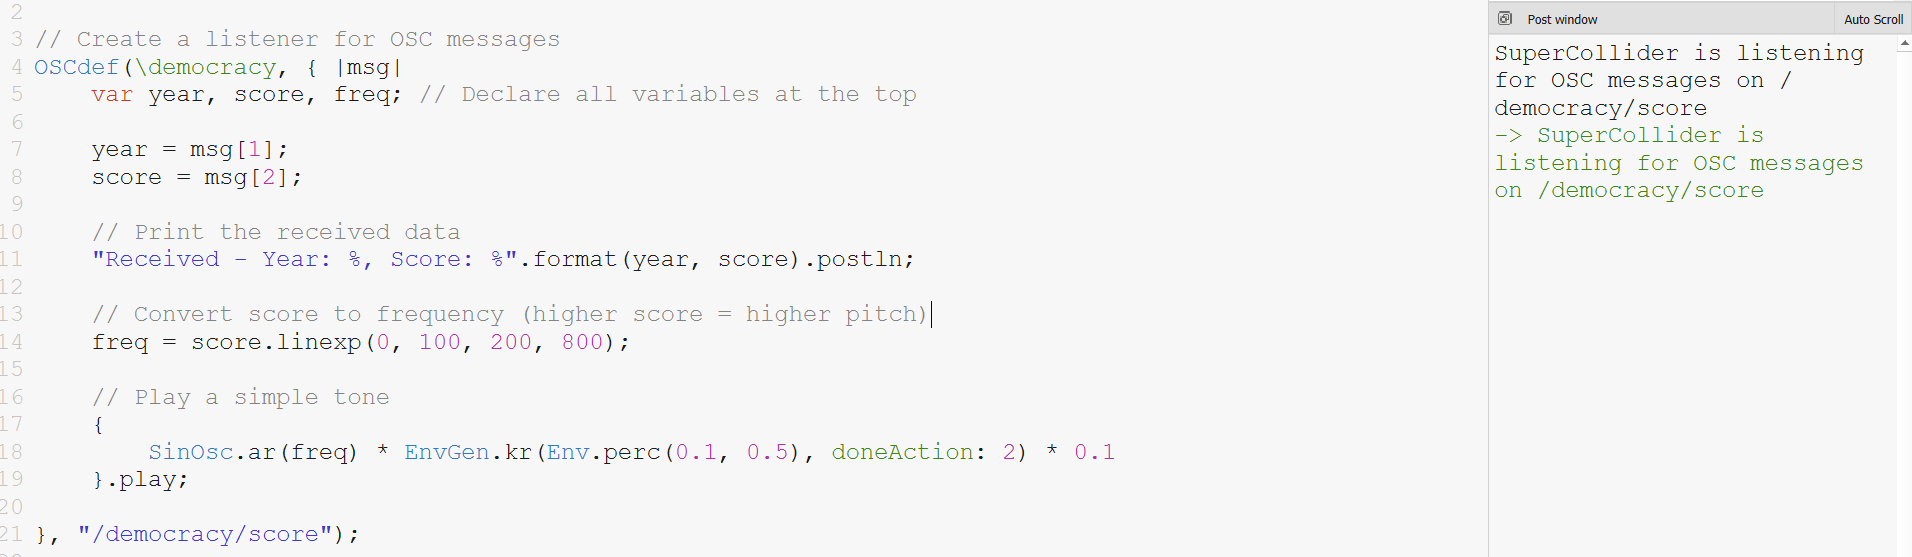 2
3 // Create a listener for OSC messages
4 OSCdef(\democracy, { |msg|
5     var year, score, freq; // Declare all variables at the top
6
7     year = msg[1];
8     score = msg[2];
9
10     // Print the received data
11     "Received - Year: %, Score: %".format(year, score).postln;
12
13     // Convert score to frequency (higher score = higher pitch)
14     freq = score.linexp(0, 100, 200, 800);
15
16     // Play a simple tone
17     {
18         SinOsc.ar(freq) * EnvGen.kr(Env.perc(0.1, 0.5), doneAction: 2) * 0.1
19     }.play;
20
21 }, "/democracy/score");
Post window Auto Scroll
SuperCollider is listening
for OSC messages on /
democracy/score
-> SuperCollider is
listening for OSC messages
on /democracy/score